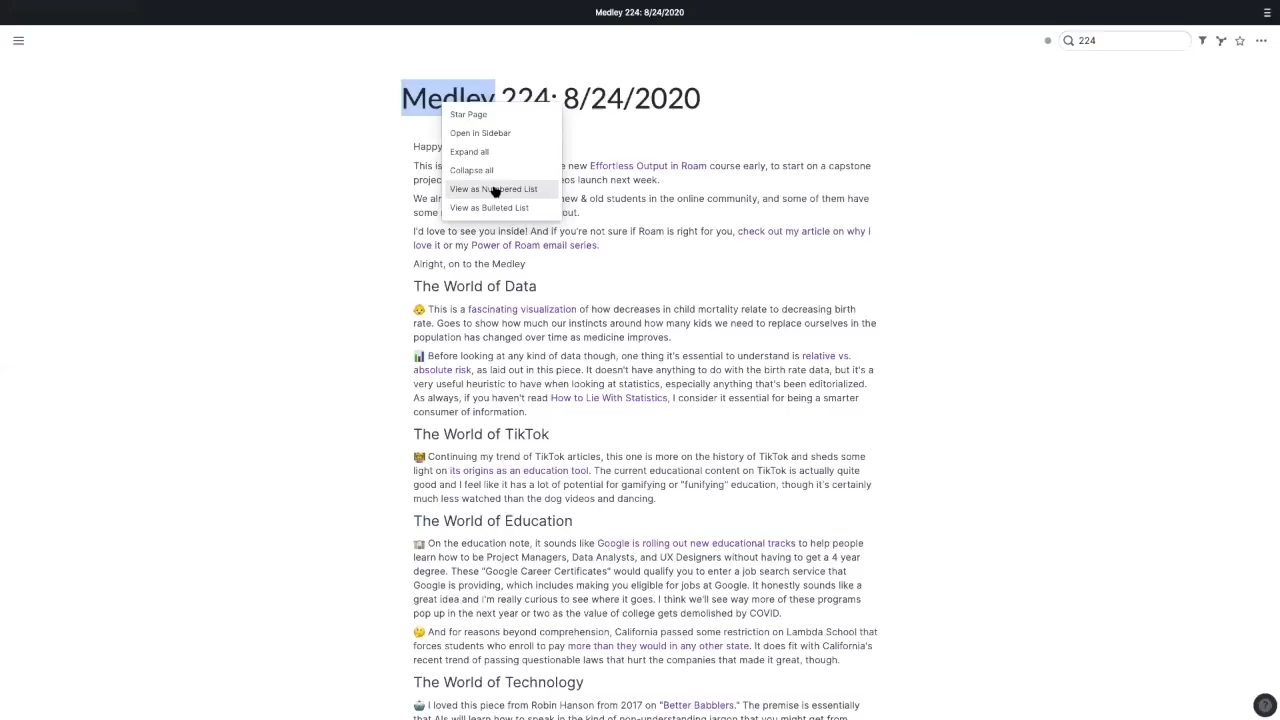 Medley 224: 8/24/2020
224
Medley 224: 8/24/2020
Star Page
Open in Sidebar
Expand all
Collapse all
View as Numbered List
View as Bulleted List
Happy
This is new Effortless Output in Roam course early, to start on a capstone
projec eos launch next week.
We alr new & old students in the online community, and some of them have
some out.
I'd love to see you inside! And if you're not sure if Roam is right for you, check out my article on why I
love it or my Power of Roam email series.
Alright, on to the Medley
The World of Data
👶 This is a fascinating visualization of how decreases in child mortality relate to decreasing birth
rate. Goes to show how much our instincts around how many kids we need to replace ourselves in the
population has changed over time as medicine improves.
📊 Before looking at any kind of data though, one thing it's essential to understand is relative vs.
absolute risk, as laid out in this piece. It doesn't have anything to do with the birth rate data, but it's a
very useful heuristic to have when looking at statistics, especially anything that's been editorialized.
As always, if you haven't read How to Lie With Statistics, I consider it essential for being a smarter
consumer of information.
The World of TikTok
Continuing my trend of TikTok articles, this one is more on the history of TikTok and sheds some
light on its origins as an education tool. The current educational content on TikTok is actually quite
good and I feel like it has a lot of potential for gamifying or "funifying" education, though it's certainly
much less watched than the dog videos and dancing.
The World of Education
🏫 On the education note, it sounds like Google is rolling out new educational tracks to help people
learn how to be Project Managers, Data Analysts, and UX Designers without having to get a 4 year
degree. These "Google Career Certificates" would qualify you to enter a job search service that
Google is providing, which includes making you eligible for jobs at Google. It honestly sounds like a
great idea and i'm really curious to see where it goes. I think we'll see way more of these programs
pop up in the next year or two as the value of college gets demolished by COVID.
🤔 And for reasons beyond comprehension, California passed some restriction on Lambda School that
forces students who enroll to pay more than they would in any other state. It does fit with California's
recent trend of passing questionable laws that hurt the companies that made it great, though.
The World of Technology
🤖 I loved this piece from Robin Hanson from 2017 on "Better Babblers." The premise is essentially
that AIs will learn how to speak in the kind of non-understanding jargon that you might get from